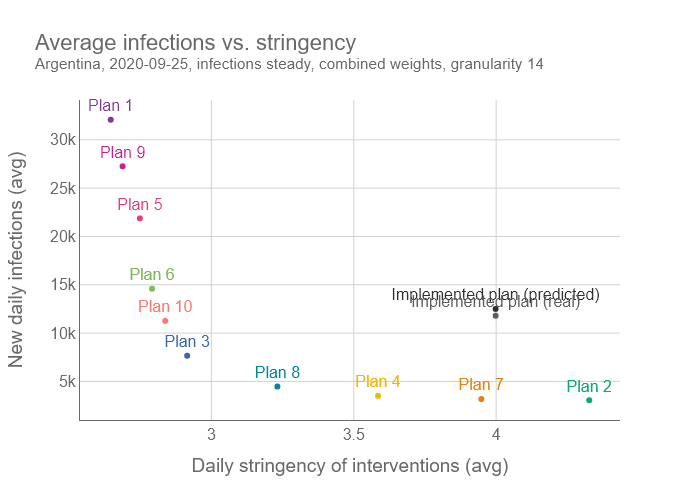 Average infections vs. stringency
Argentina, 2020-09-25, infections steady, combined weights, granularity 14
New daily infections (avg)
30k
25k
20k
15k
10k
5k
Plan 1
Plan 9
Plan 5
Plan 6
Plan 10
Plan 3
Implemented plan (predicted)
Implemented plan (real)
Plan 8
Plan 4
Plan 7
Plan 2
3
3.5
4
Daily stringency of interventions (avg)